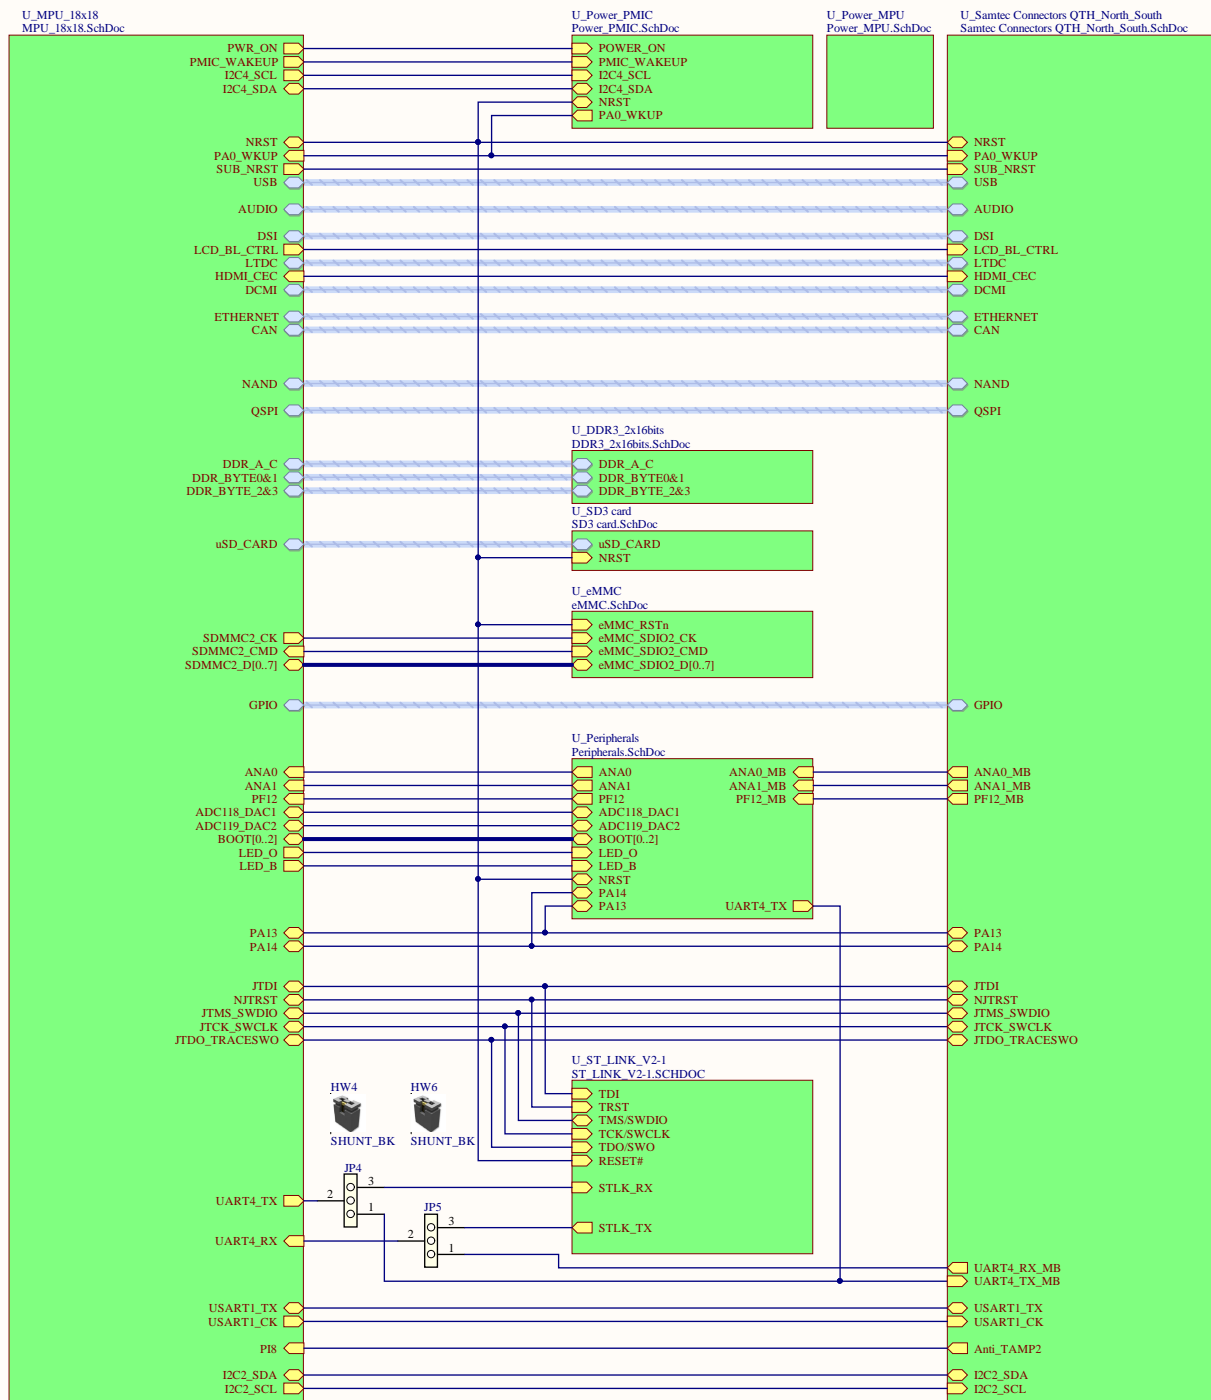 U_MPU_18x18
MPU_18x18.SchDoc
U_Power_PMIC
Power_PMIC.SchDoc
U_Power_MPU
Power_MPU.SchDoc
U_Samtec Connectors QTH_North_South
Samtec Connectors QTH_North_South.SchDoc
PWR_ON POWER_ON
PMIC_WAKEUP PMIC_WAKEUP
I2C4_SCL I2C4_SCL
I2C4_SDA I2C4_SDA
NRST
PA0_WKUP
NRST NRST
PA0_WKUP PA0_WKUP
SUB_NRST SUB_NRST
USB USB
AUDIO AUDIO
DSI DSI
LCD_BL_CTRL LCD_BL_CTRL
LTDC LTDC
HDMI_CEC HDMI_CEC
DCMI DCMI
ETHERNET ETHERNET
CAN CAN
NAND NAND
QSPI QSPI
U_DDR3_2x16bits
DDR3_2x16bits.SchDoc
DDR_A_C DDR_A_C
DDR_BYTE0&1 DDR_BYTE0&1
DDR_BYTE_2&3 DDR_BYTE_2&3
U_SD3 card
SD3 card.SchDoc
uSD_CARD uSD_CARD
NRST
U_eMMC
eMMC.SchDoc
eMMC_RSTn
SDMMC2_CK eMMC_SDIO2_CK
SDMMC2_CMD eMMC_SDIO2_CMD
SDMMC2_D[0..7] eMMC_SDIO2_D[0..7]
GPIO GPIO
U_Peripherals
Peripherals.SchDoc
ANA0 ANA0 ANA0_MB ANA0_MB
ANA1 ANA1 ANA1_MB ANA1_MB
PF12 PF12 PF12_MB PF12_MB
ADC118_DAC1 ADC118_DAC1
ADC119_DAC2 ADC119_DAC2
BOOT[0..2] BOOT[0..2]
LED_O LED_O
LED_B LED_B
NRST
PA14
PA13 UART4_TX
PA13 PA13
PA14 PA14
JTDI JTDI
NJTRST NJTRST
JTMS_SWDIO JTMS_SWDIO
JTCK_SWCLK JTCK_SWCLK
JTDO_TRACESWO JTDO_TRACESWO
U_ST_LINK_V2-1
ST_LINK_V2-1.SCHDOC
HW4 HW6
TDI
TRST
TMS/SWDIO
TCK/SWCLK
SHUNT_BK SHUNT_BK
TDO/SWO
RESET#
JP4
3 STLK_RX
UART4_TX 2
1 JP5
3 STLK_TX
UART4_RX 2
1
UART4_RX_MB
UART4_TX_MB
USART1_TX USART1_TX
USART1_CK USART1_CK
PI8 Anti_TAMP2
I2C2_SDA I2C2_SDA
I2C2_SCL I2C2_SCL